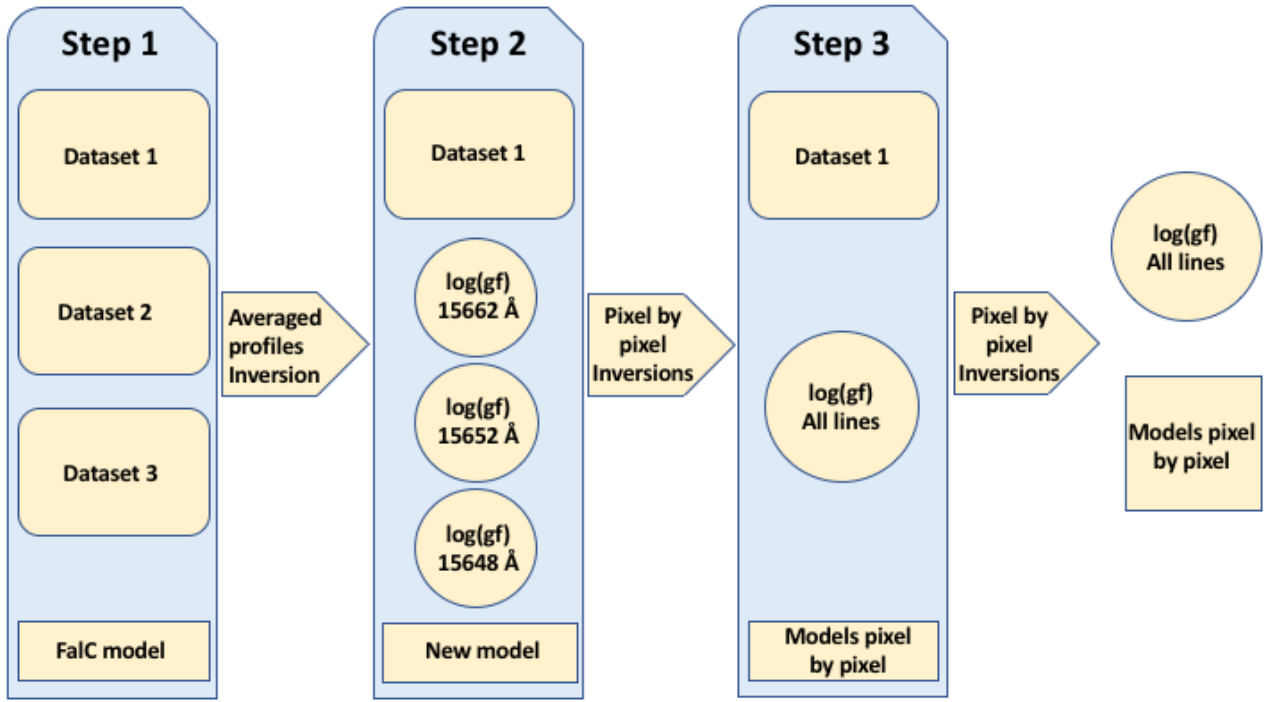 Step 1
Dataset 1
Dataset 2
Dataset 3
FalC model
Averaged
profiles
Inversion
Step 2
Dataset 1
log(gf)
15662 Å
log(gf)
15652 Å
log(gf)
15648 Å
New model
Pixel by
pixel
Inversions
Step 3
Dataset 1
log(gf)
All lines
Models pixel
by pixel
Pixel by
pixel
Inversions
log(gf)
All lines
Models pixel
by pixel